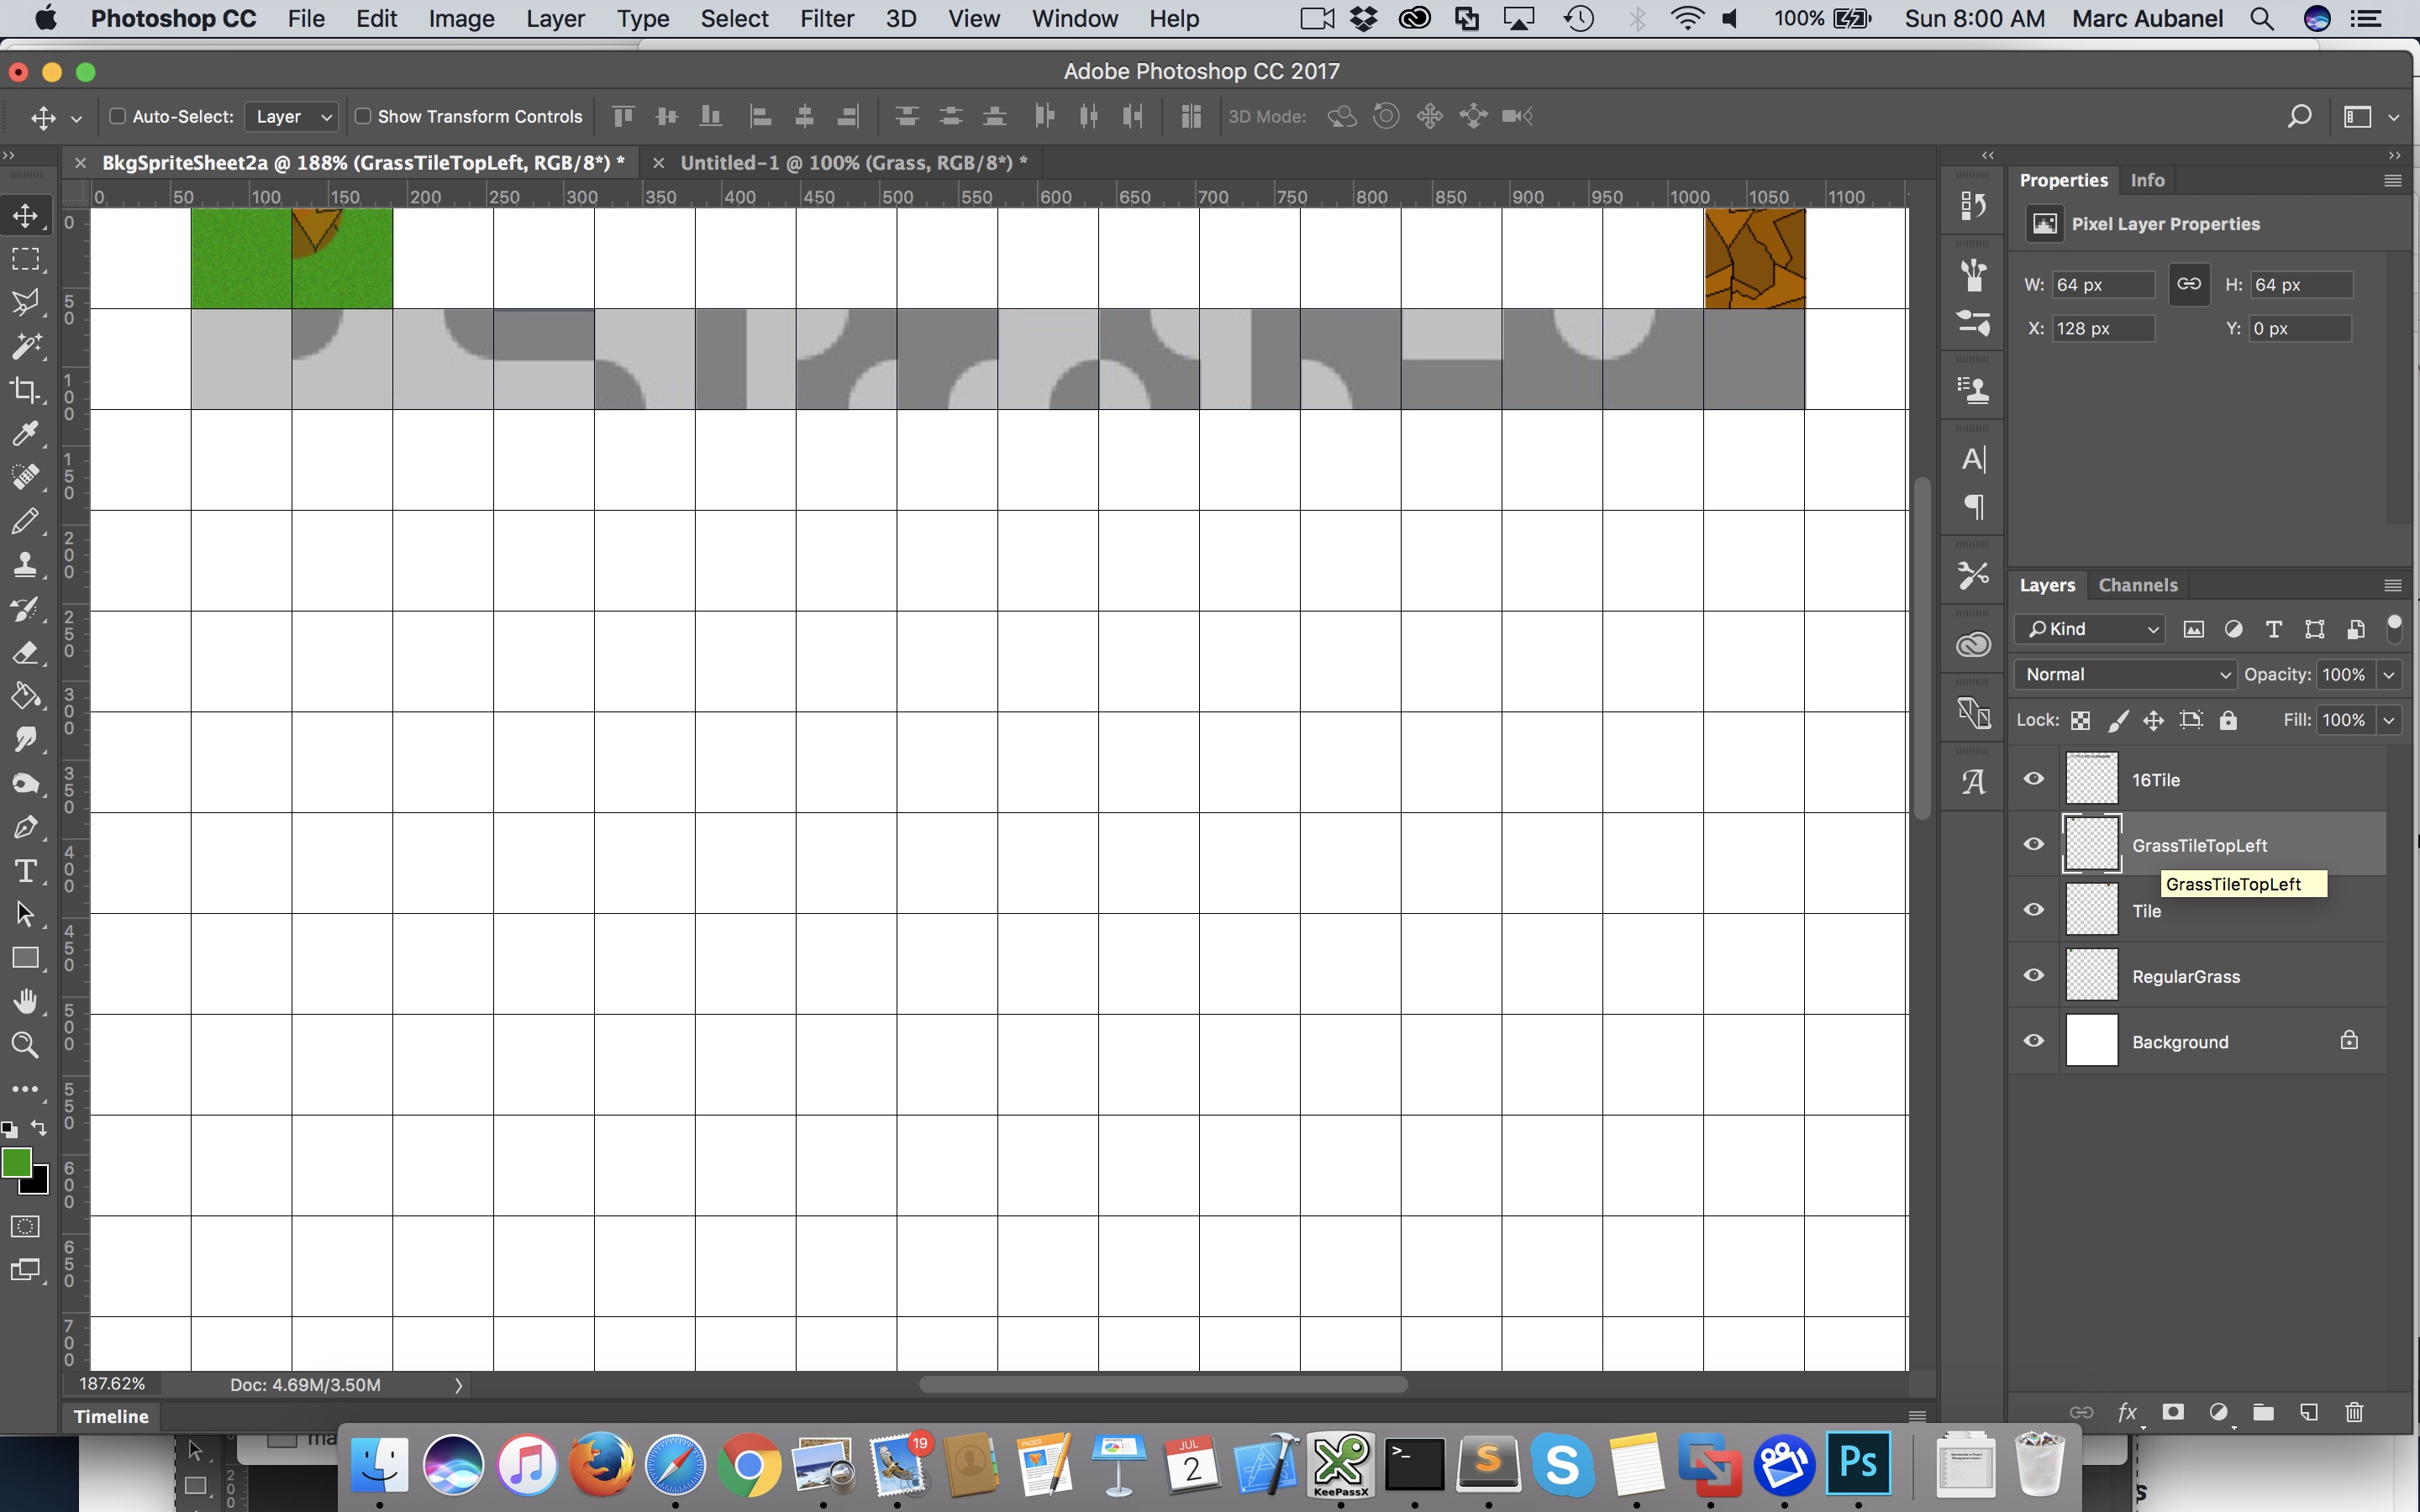 Photoshop CC File Edit Image Layer Type Select Filter 3D View Window Help 100% Sun 8:00 AM Marc Aubanel
Adobe Photoshop CC 2017
Auto-Select: Layer Show Transform Controls 3D Mode:
BkgSpriteSheet2a @ 188% (GrassTileTopLeft, RGB/8*) * Untitled-1 @ 100% (Grass, RGB/8*) *
0 50 100 150 200 250 300 350 400 450 500 550 600 650 700 750 800 850 900 950 1000 1050 1100
0
50
100
150
200
250
300
350
400
450
500
550
600
650
700
Properties Info
Pixel Layer Properties
W: 64 px H: 64 px
X: 128 px Y: 0 px
Layers Channels
Kind
Normal Opacity: 100%
Lock: Fill: 100%
16Tile
GrassTileTopLeft
GrassTileTopLeft
Tile
RegularGrass
Background
fx
187.62% Doc: 4.69M/3.50M
Timeline
19
PAGES
JUL
2
KeePassX
>_
S
S
Ps